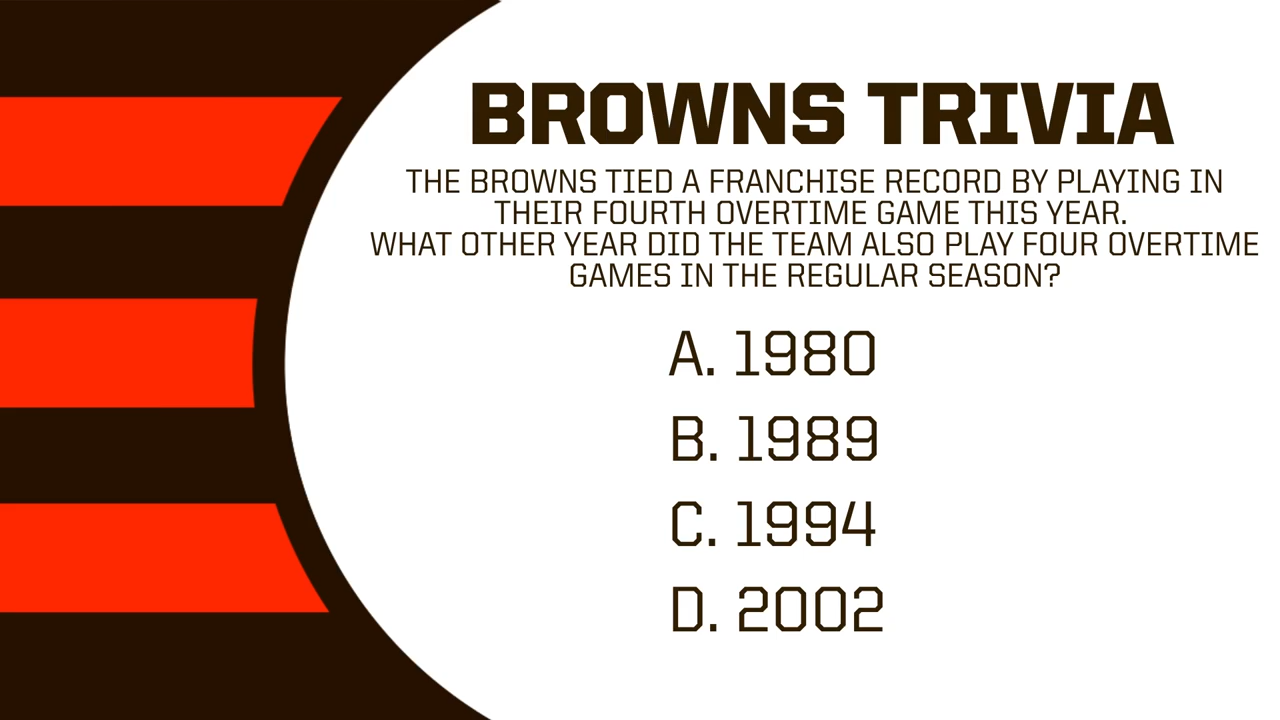 BROWNS TRIVIA
THE BROWNS TIED A FRANCHISE RECORD BY PLAYING IN
THEIR FOURTH OVERTIME GAME THIS YEAR.
WHAT OTHER YEAR DID THE TEAM ALSO PLAY FOUR OVERTIME
GAMES IN THE REGULAR SEASON?
A. 1980
B. 1989
C. 1994
D. 2002